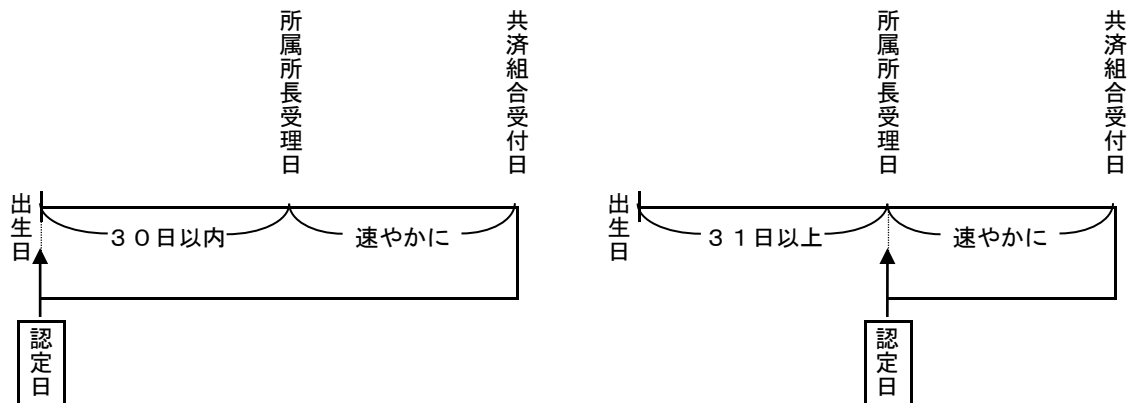 所属所長受理日
共済組合受付日
出生日
３０日以内
速やかに
認定日
所属所長受理日
共済組合受付日
出生日
３１日以上
速やかに
認定日